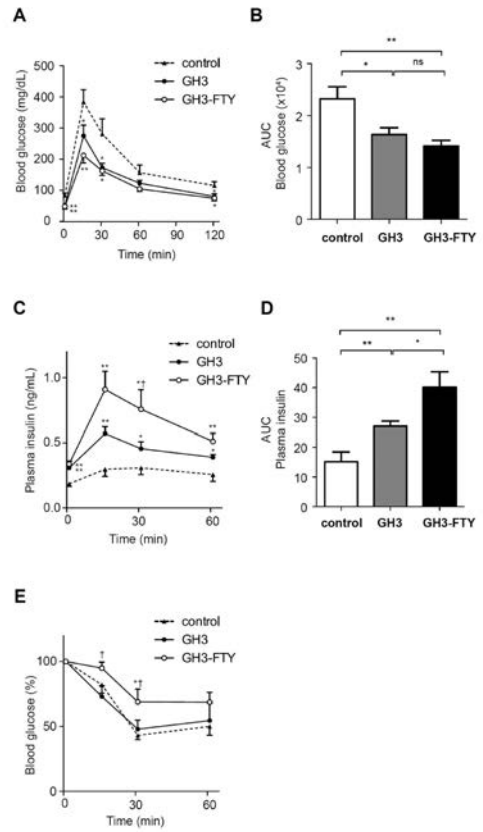 A
control
GH3
GH3-FTY
Blood glucose (mg/dL)
500
400
300
200
100
0
0 30 60 90 120
Time (min)
B
**
* ns
AUC
Blood glucose (x10⁴)
3
2
1
0
control GH3 GH3-FTY
C
control
GH3
GH3-FTY
Plasma insulin (ng/mL)
1.0
0.5
0.0
**
*†
**
**
*
*
0 30 60
Time (min)
D
**
** *
AUC
Plasma insulin
50
40
30
20
10
0
control GH3 GH3-FTY
E
control
GH3
GH3-FTY
Blood glucose (%)
100
50
0
†
*†
0 30 60
Time (min)